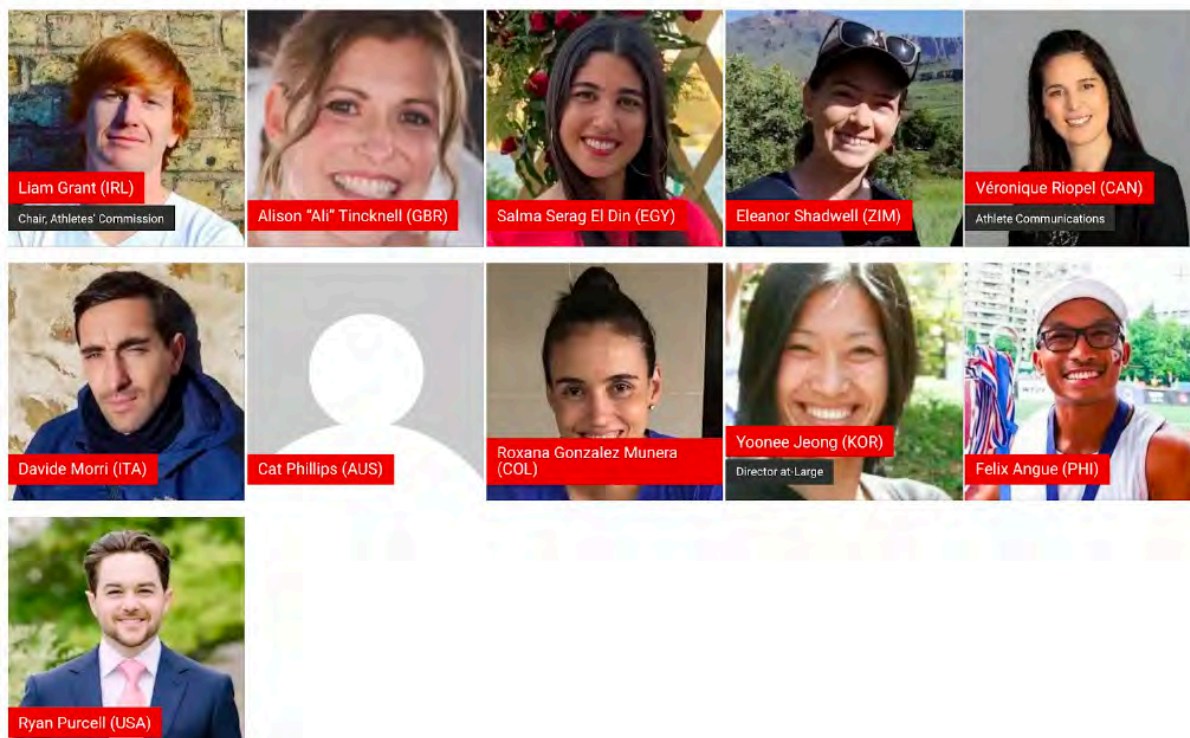 Liam Grant (IRL)
Chair, Athletes' Commission
Alison "Ali" Tincknell (GBR)
Salma Serag El Din (EGY)
Eleanor Shadwell (ZIM)
Véronique Riopel (CAN)
Athlete Communications
Davide Morri (ITA)
Cat Phillips (AUS)
Roxana Gonzalez Munera
(COL)
Yoonee Jeong (KOR)
Director at-Large
Felix Angue (PHI)
Ryan Purcell (USA)